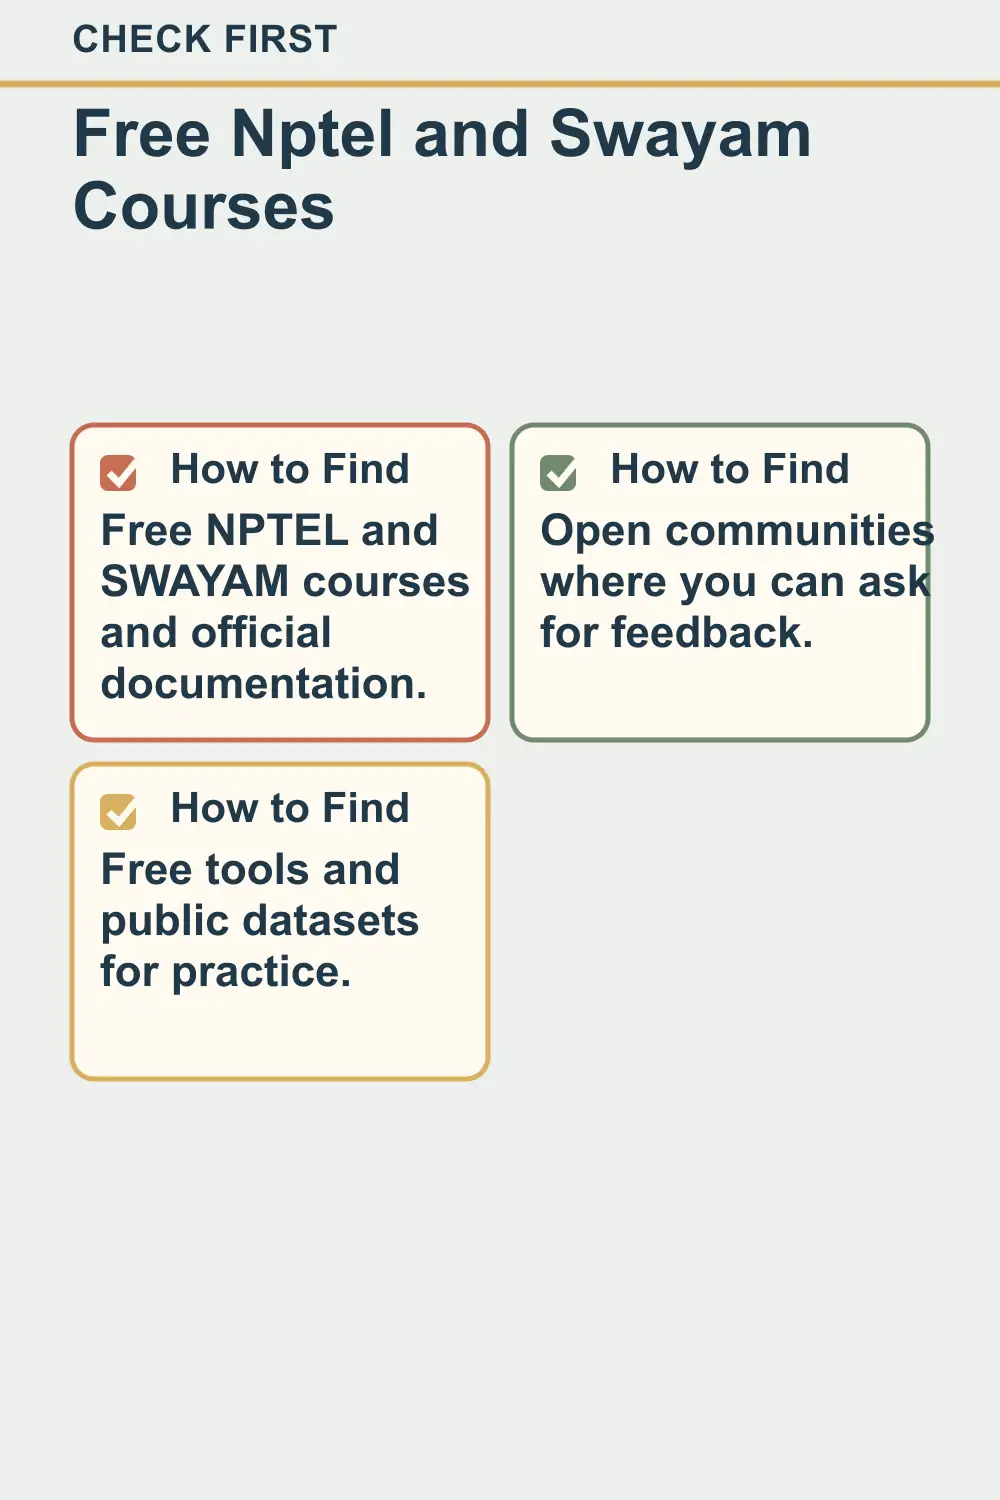 CHECK FIRST
Free Nptel and Swayam
Courses
How to Find
Free NPTEL and
SWAYAM courses
and official
documentation.
How to Find
Open communities
where you can ask
for feedback.
How to Find
Free tools and
public datasets
for practice.